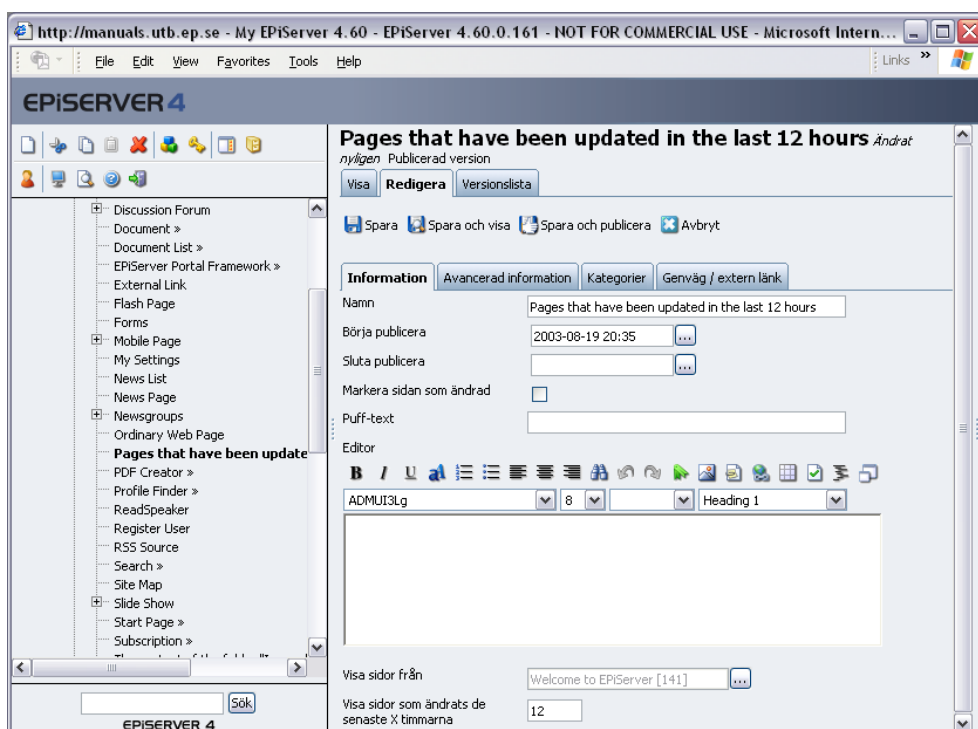 http://manuals.utb.ep.se - My EPiServer 4.60 - EPiServer 4.60.0.161 - NOT FOR COMMERCIAL USE - Microsoft Intern...
File Edit View Favorites Tools Help Links »
EPiSERVER 4
Discussion Forum
Document »
Document List »
EPiServer Portal Framework »
External Link
Flash Page
Forms
Mobile Page
My Settings
News List
News Page
Newsgroups
Ordinary Web Page
Pages that have been update
PDF Creator »
Profile Finder »
ReadSpeaker
Register User
RSS Source
Search »
Site Map
Slide Show
Start Page »
Subscription »
Sök
EPiSERVER 4
Pages that have been updated in the last 12 hours Ändrat
nyligen Publicerad version
Visa Redigera Versionslista
Spara Spara och visa Spara och publicera Avbryt
Information Avancerad information Kategorier Genväg / extern länk
Namn Pages that have been updated in the last 12 hours
Börja publicera 2003-08-19 20:35 ...
Sluta publicera ...
Markera sidan som ändrad
Puff-text
Editor
B I U
ADMUI3Lg 8 Heading 1
Visa sidor från Welcome to EPiServer [141] ...
Visa sidor som ändrats de
senaste X timmarna 12